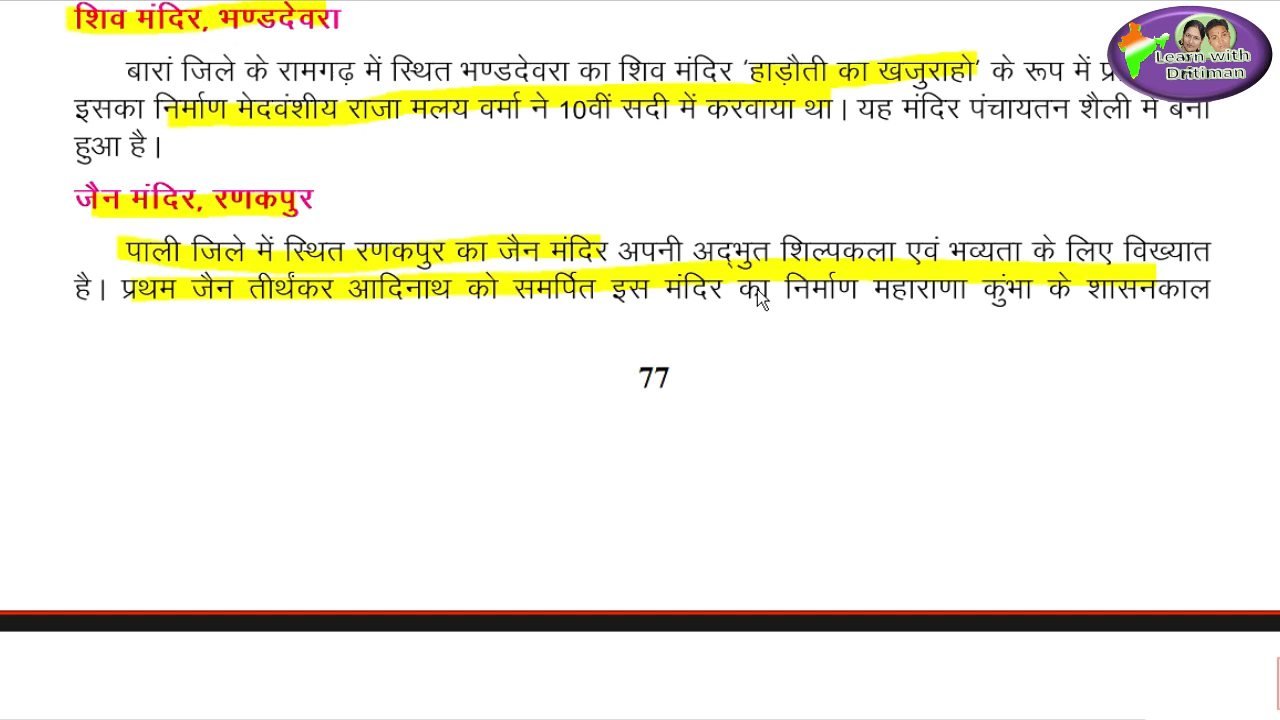 शिव मंदिर, भण्डदेवरा
Learn with
Dritiman
बारां जिले के रामगढ़ में स्थित भण्डदेवरा का शिव मंदिर 'हाड़ौती का खजुराहो' के रूप में
इसका निर्माण मेदवंशीय राजा मलय वर्मा ने 10वीं सदी में करवाया था। यह मंदिर पंचायतन शैली में बना
हुआ है।
जैन मंदिर, रणकपुर
पाली जिले में स्थित रणकपुर का जैन मंदिर अपनी अद्भुत शिल्पकला एवं भव्यता के लिए विख्यात
है। प्रथम जैन तीर्थंकर आदिनाथ को समर्पित इस मंदिर का निर्माण महाराणा कुंभा के शासनकाल
77